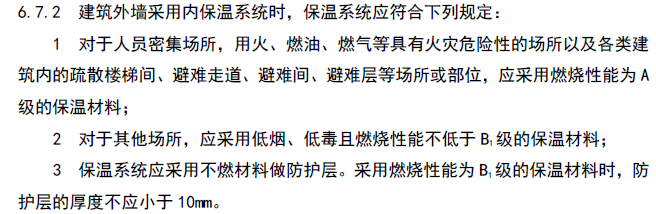 6.7.2 建筑外墙采用内保温系统时，保温系统应符合下列规定：
1 对于人员密集场所，用火、燃油、燃气等具有火灾危险性的场所以及各类建
筑内的疏散楼梯间、避难走道、避难间、避难层等场所或部位，应采用燃烧性能为 A
级的保温材料；
2 对于其他场所，应采用低烟、低毒且燃烧性能不低于 B₁ 级的保温材料；
3 保温系统应采用不燃材料做防护层。采用燃烧性能为 B₁ 级的保温材料时，防
护层的厚度不应小于 10mm。